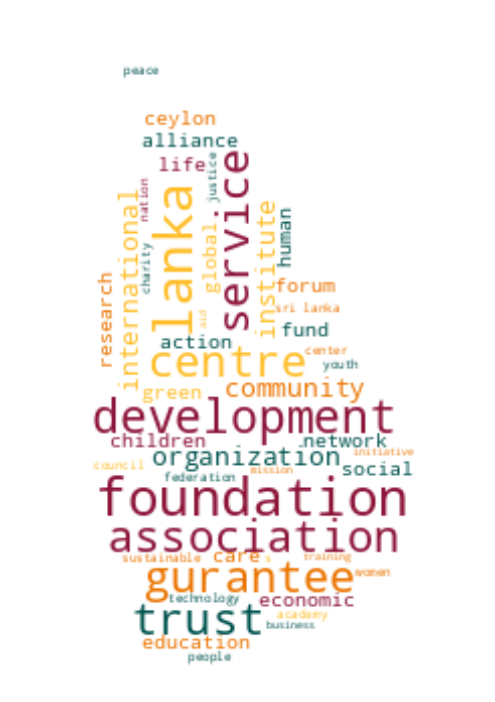 peace
ceylon
alliance
life
justice
service
nation
lanka
international
global
institute
human
charity
research
forum
sri lanka
aid
fund
action
centre
center
youth
green
community
development
children
network
organization
initiative
council
social
federation
mission
foundation
association
sustainable
care
s
training
gurantee
women
technology
economic
trust
academy
business
education
people